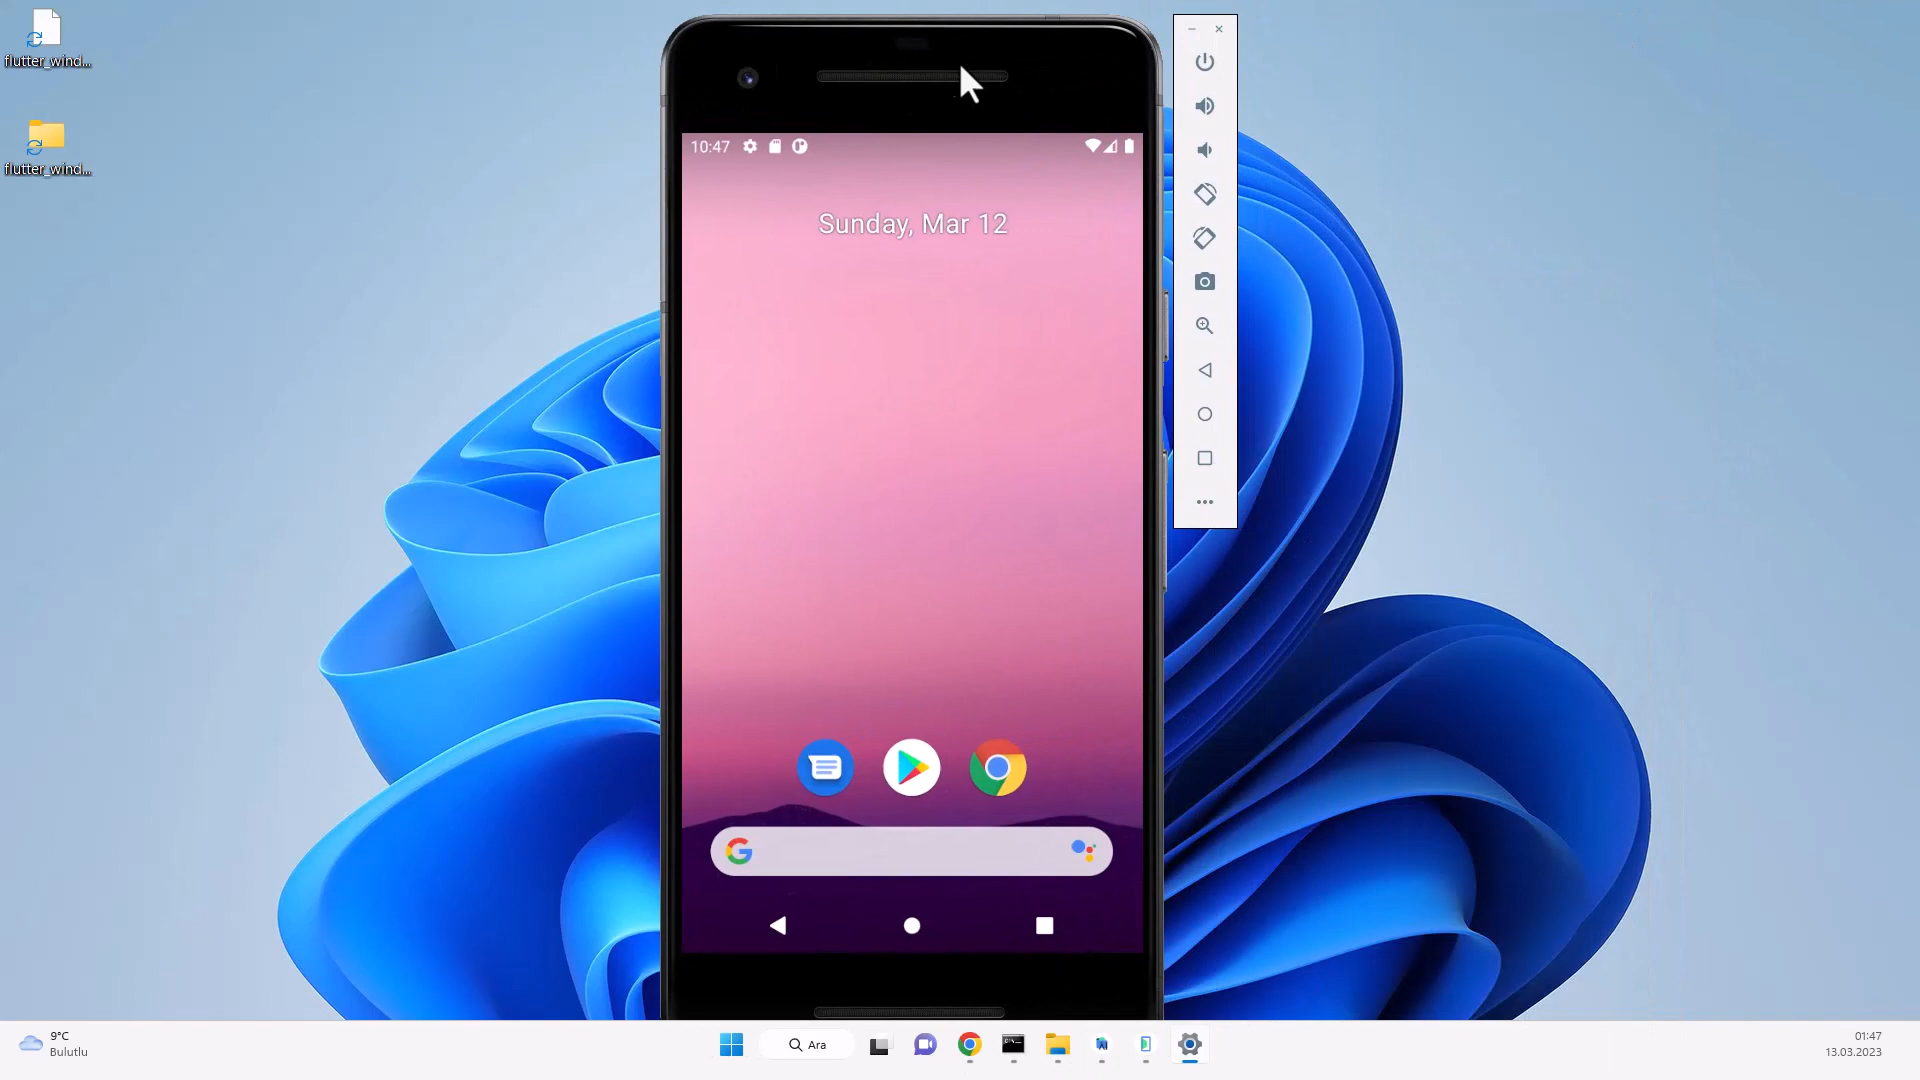 flutter_wind...
flutter_wind...
10:47
Sunday, Mar 12
9°C
Bulutlu
Ara
01:47
13.03.2023